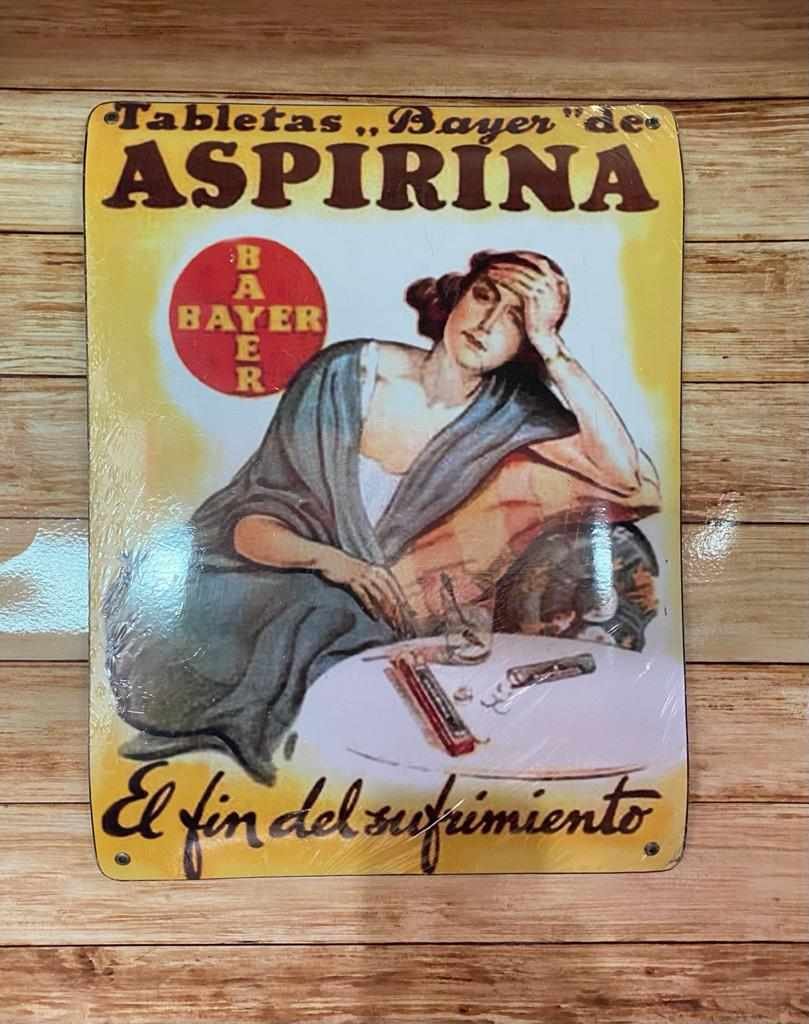 Tabletas „Bayer" de
ASPIRINA
BAYER
BAYER
El fin del sufrimiento